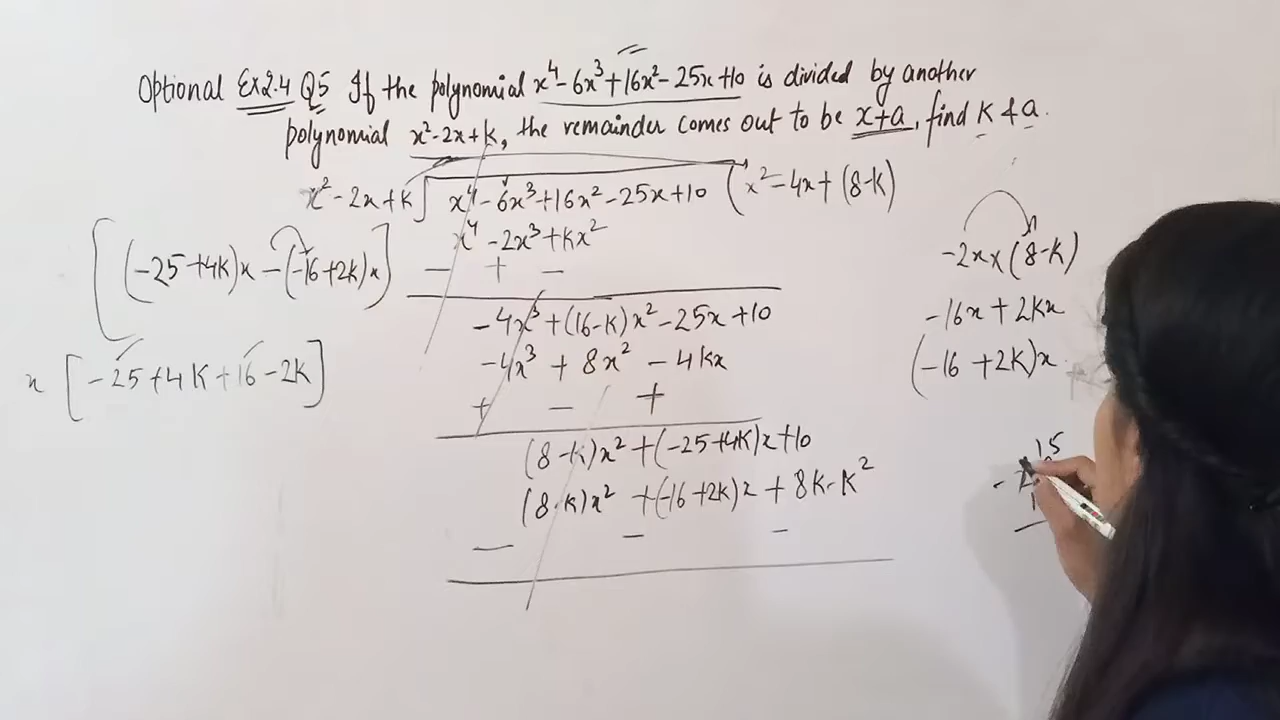 Optional Ex2.4 Q5 If the polynomial x⁴-6x³+16x²-25x+10 is divided by another
polynomial x²-2x+k, the remainder comes out to be x+a, find K & a.
x²-2x+k x⁴-6x³+16x²-25x+10 (x²-4x+(8-k)
x⁴-2x³+kx²
- + -
-4x³+(16-k)x²-25x+10
-4x³+8x²-4kx
+ - +
(8-k)x²+(-25+4k)x+10
(8-k)x²+(-16+2k)x+8k-k²
- - -
[(-25+4k)x-(-16+2k)x]
x[-25+4k+16-2k]
-2x×(8-k)
-16x+2kx
(-16+2k)x
15